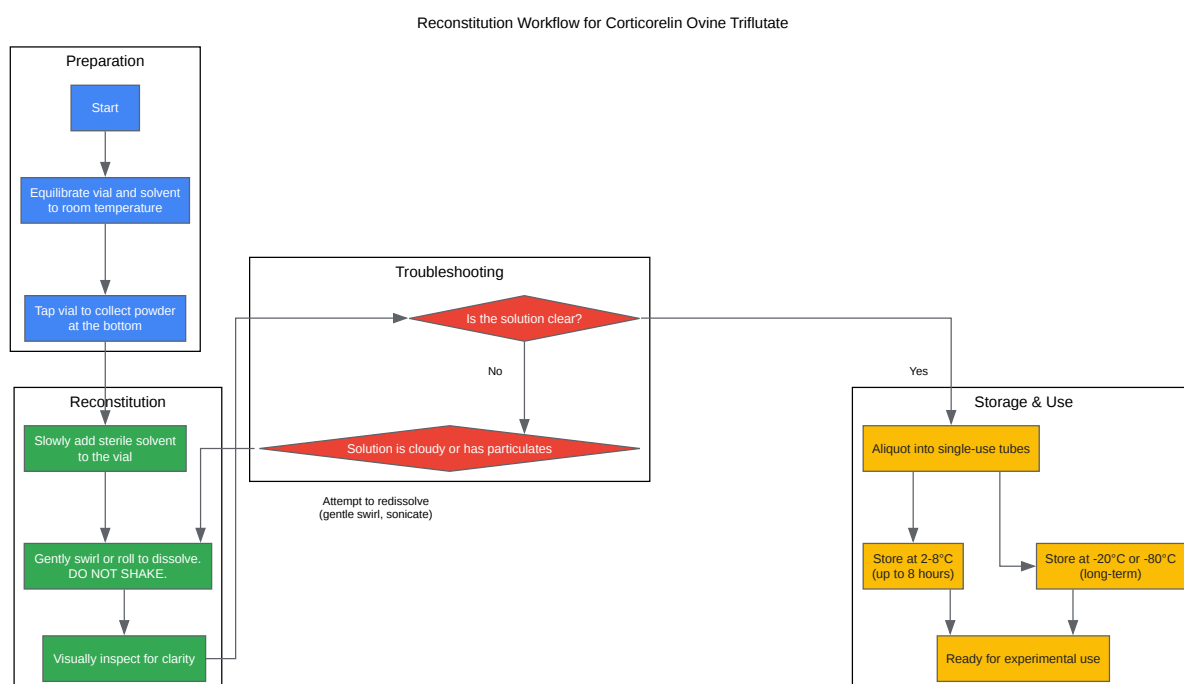 Reconstitution Workflow for Corticorelin Ovine Triflutate
Preparation
Start
Equilibrate vial and solvent
to room temperature
Tap vial to collect powder
at the bottom
Reconstitution
Slowly add sterile solvent
to the vial
Gently swirl or roll to dissolve.
DO NOT SHAKE.
Visually inspect for clarity
Troubleshooting
Is the solution clear?
No
Solution is cloudy or has particulates
Attempt to redissolve
(gentle swirl, sonicate)
Yes
Storage & Use
Aliquot into single-use tubes
Store at 2-8°C
(up to 8 hours)
Store at -20°C or -80°C
(long-term)
Ready for experimental use